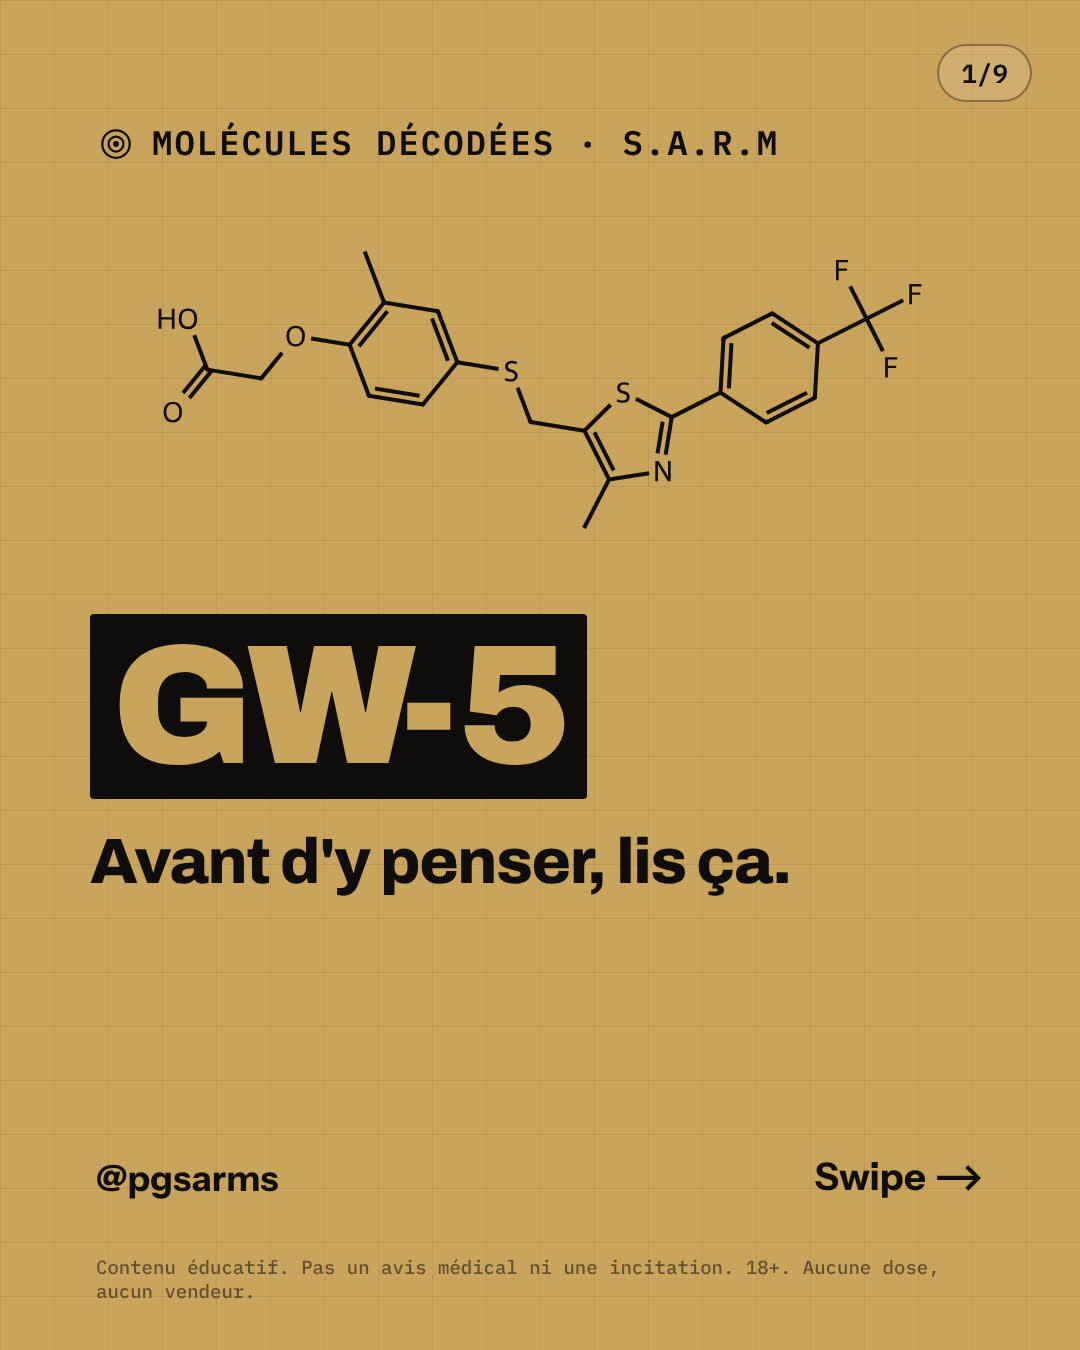 1/9
◎ MOLÉCULES DÉCODÉES · S.A.R.M
F
F
F
HO
O
O
S
S
N
GW-5
Avant d'y penser, lis ça.
@pgsarms
Swipe →
Contenu éducatif. Pas un avis médical ni une incitation. 18+. Aucune dose,
aucun vendeur.